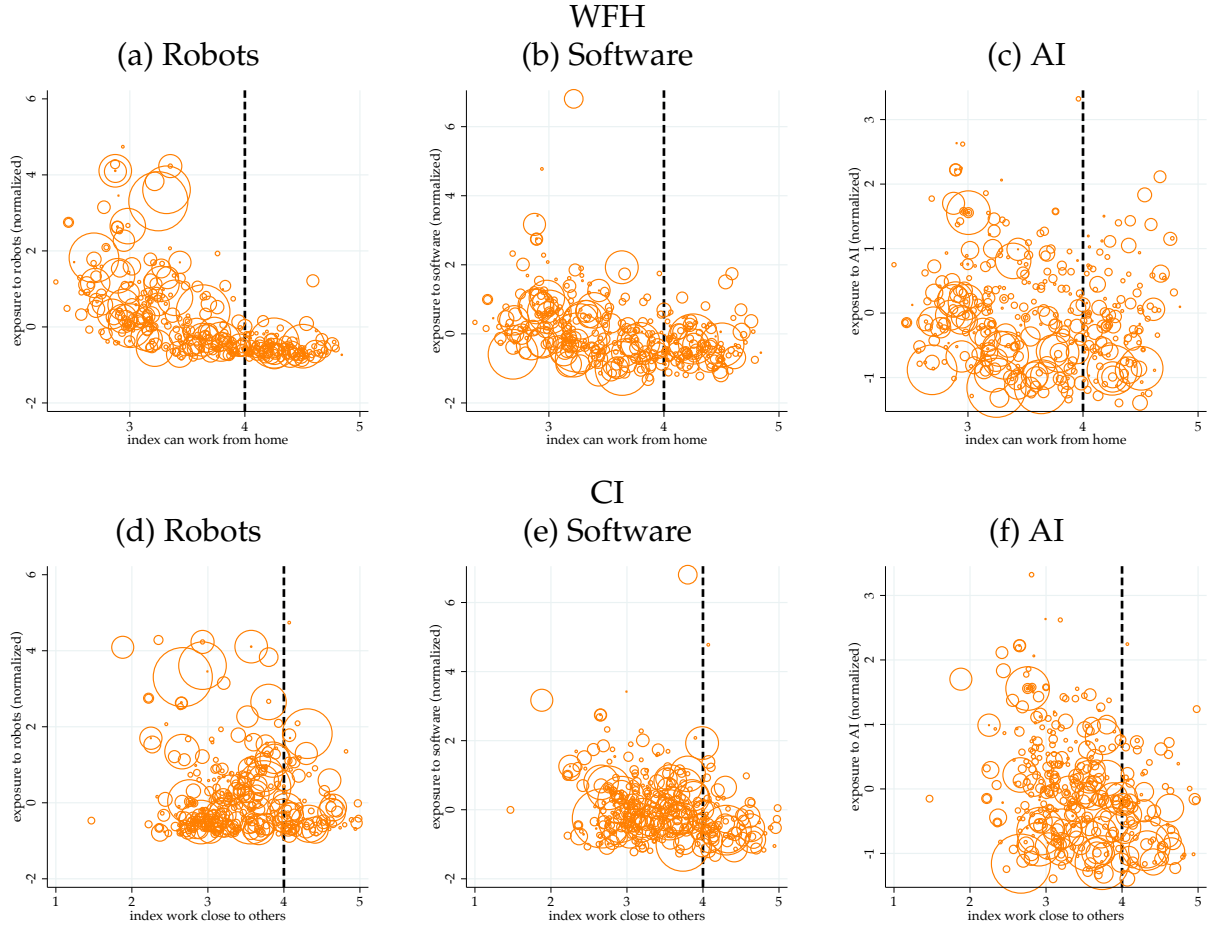 WFH
(a) Robots
(b) Software
(c) AI
exposure to robots (normalized)
6
4
2
0
-2
3
4
5
index can work from home
exposure to software (normalized)
6
4
2
0
-2
3
4
5
index can work from home
exposure to AI (normalized)
3
2
1
0
-1
3
4
5
index can work from home
CI
(d) Robots
(e) Software
(f) AI
exposure to robots (normalized)
6
4
2
0
-2
1
2
3
4
5
index work close to others
exposure to software (normalized)
6
4
2
0
-2
1
2
3
4
5
index work close to others
exposure to AI (normalized)
3
2
1
0
-1
1
2
3
4
5
index work close to others